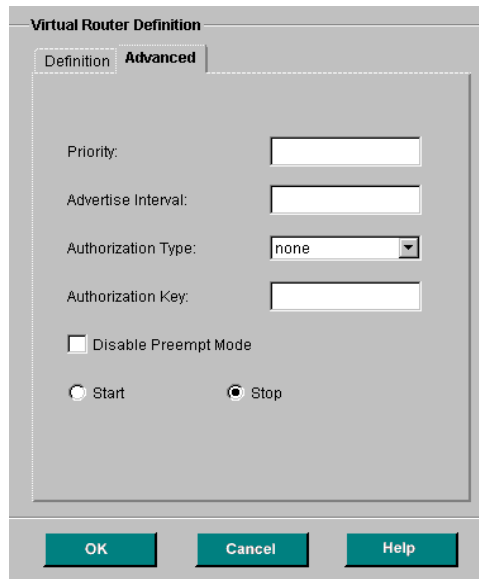 Virtual Router Definition
Definition Advanced
Priority:
Advertise Interval:
Authorization Type: none
Authorization Key:
Disable Preempt Mode
Start Stop
OK Cancel Help